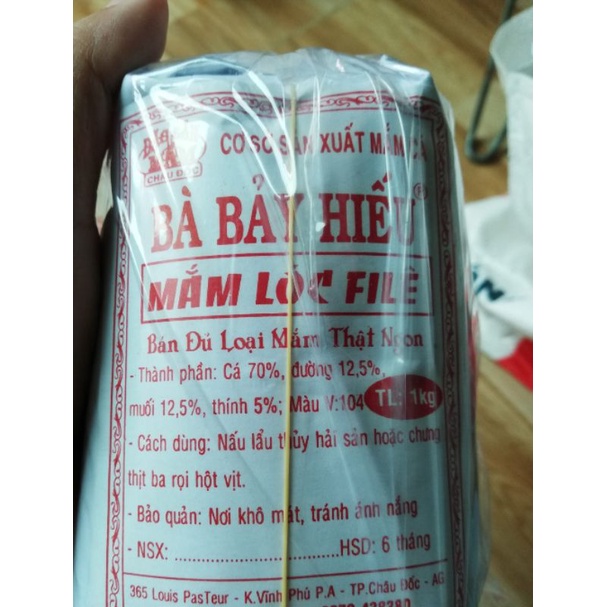 CHÂU ĐỐC
CƠ SỞ SẢN XUẤT MẮM CÁ
BÀ BẢY HIẾU®
MẮM LÓC FILÊ
Bán Đủ Loại Mắm Thật Ngon
- Thành phần: Cá 70%, đường 12,5%,
muối 12,5%, thính 5%; Màu V:104
TL: 1kg
- Cách dùng: Nấu lẩu thủy hải sản hoặc chưng
thịt ba rọi hột vịt.
- Bảo quản: Nơi khô mát, tránh ánh nắng
- NSX: ..............................HSD: 6 tháng
365 Louis PasTeur - K.Vĩnh Phú P.A - TP.Châu Đốc - AG